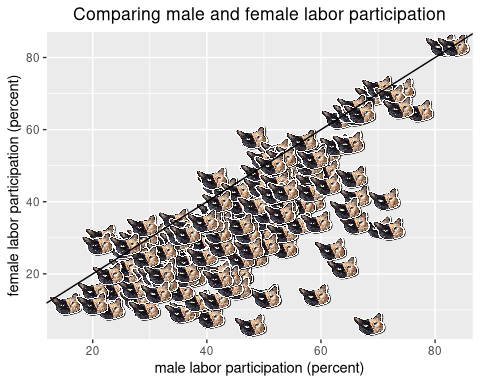 Comparing male and female labor participation
female labor participation (percent)
80
60
40
20
20 40 60 80
male labor participation (percent)